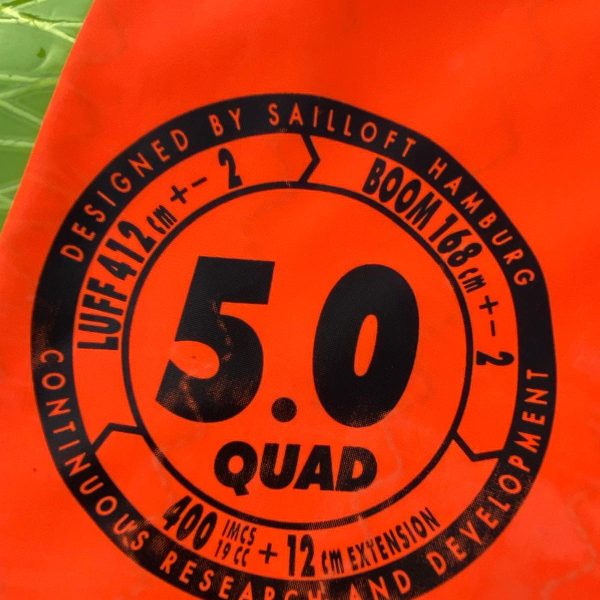 DESIGNED BY SAILLOFT HAMBURG
LUFF 412 cm +- 2
BOOM 168 cm +- 2
5.0
QUAD
400 IMCS 19 CC + 12 cm EXTENSION
CONTINUOUS RESEARCH AND DEVELOPMENT